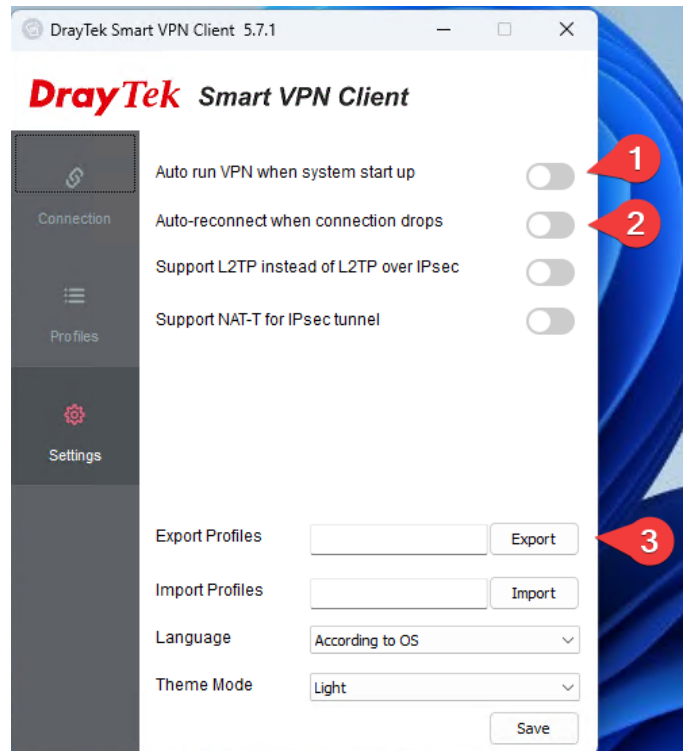 DrayTek Smart VPN Client 5.7.1
DrayTek Smart VPN Client
Auto run VPN when system start up
1
Connection
Auto-reconnect when connection drops
2
Support L2TP instead of L2TP over IPsec
Profiles
Support NAT-T for IPsec tunnel
Settings
Export Profiles
Export
3
Import Profiles
Import
Language
According to OS
Theme Mode
Light
Save